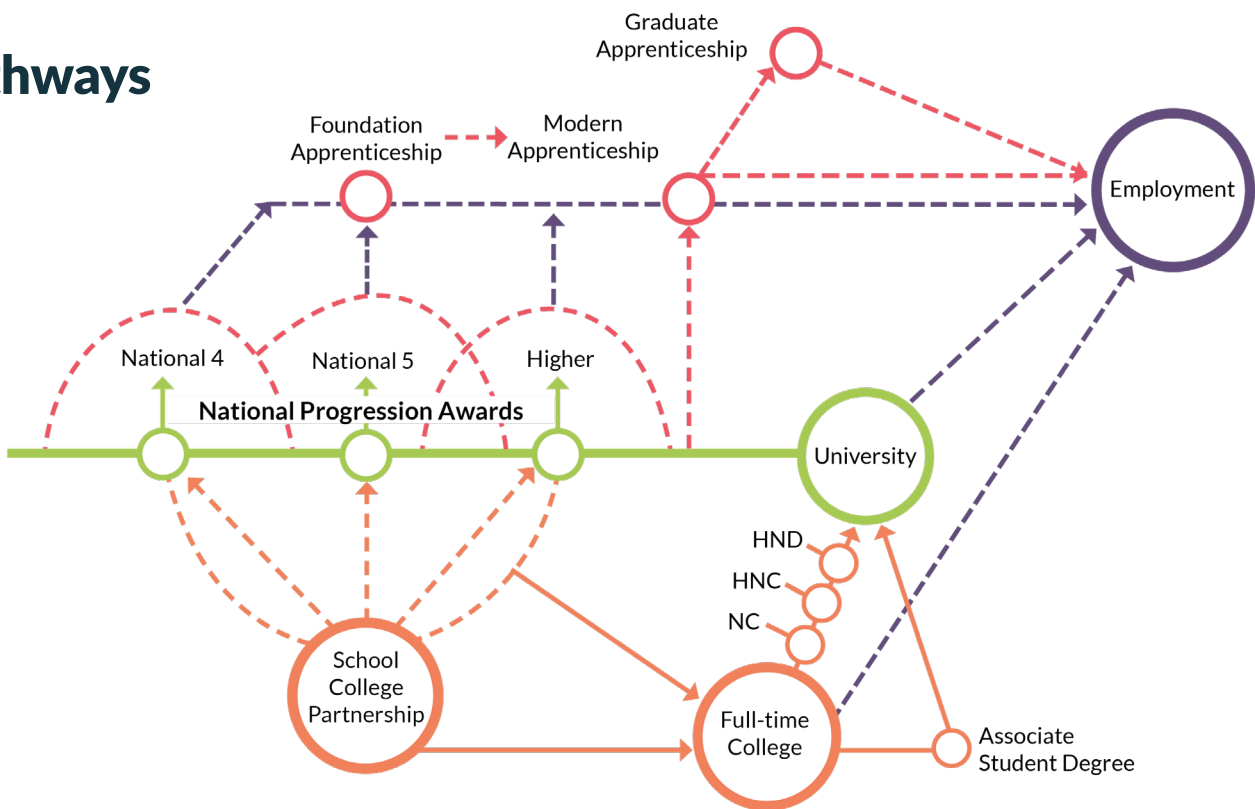 thways
Graduate
Apprenticeship
Foundation
Apprenticeship
Modern
Apprenticeship
Employment
National 4
National 5
Higher
National Progression Awards
University
HND
HNC
NC
School
College
Partnership
Full-time
College
Associate
Student Degree